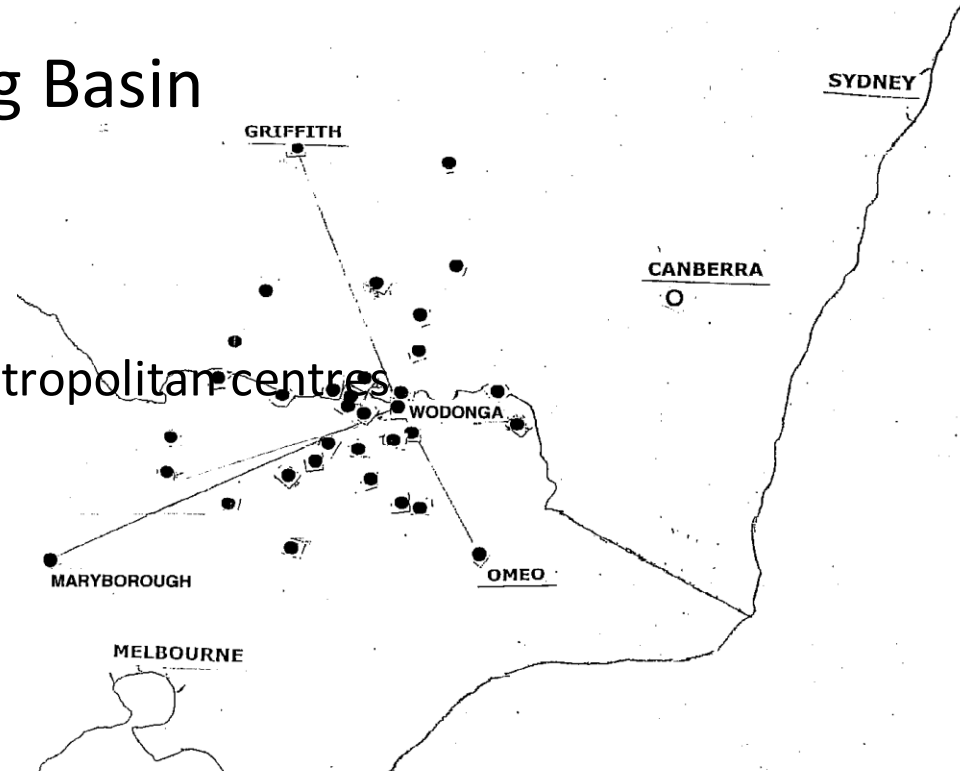 g Basin
SYDNEY
GRIFFITH
CANBERRA
tropolitan centres
WODONGA
OMEO
MARYBOROUGH
MELBOURNE